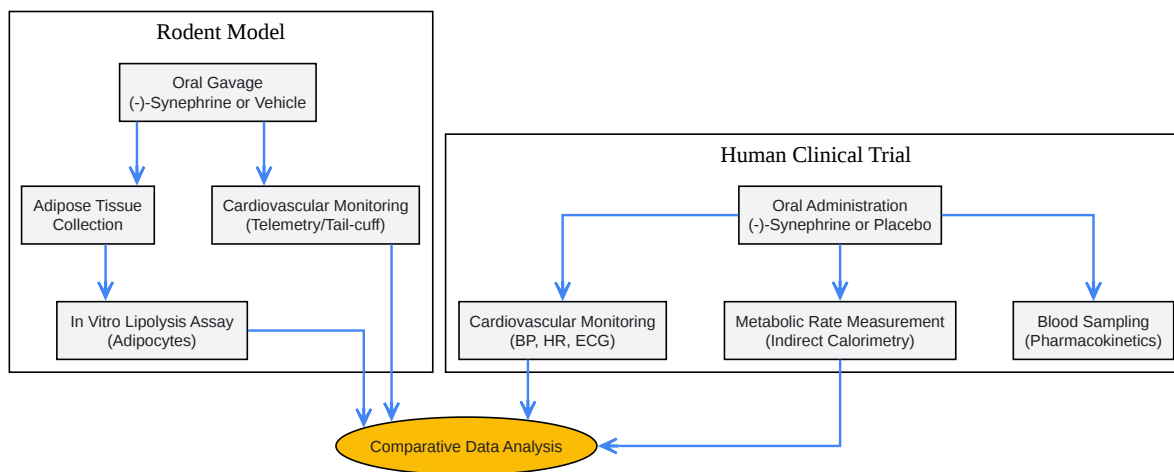 Rodent Model
Oral Gavage
(-)-Synephrine or Vehicle
Adipose Tissue
Collection
Cardiovascular Monitoring
(Telemetry/Tail-cuff)
In Vitro Lipolysis Assay
(Adipocytes)
Human Clinical Trial
Oral Administration
(-)-Synephrine or Placebo
Cardiovascular Monitoring
(BP, HR, ECG)
Metabolic Rate Measurement
(Indirect Calorimetry)
Blood Sampling
(Pharmacokinetics)
Comparative Data Analysis